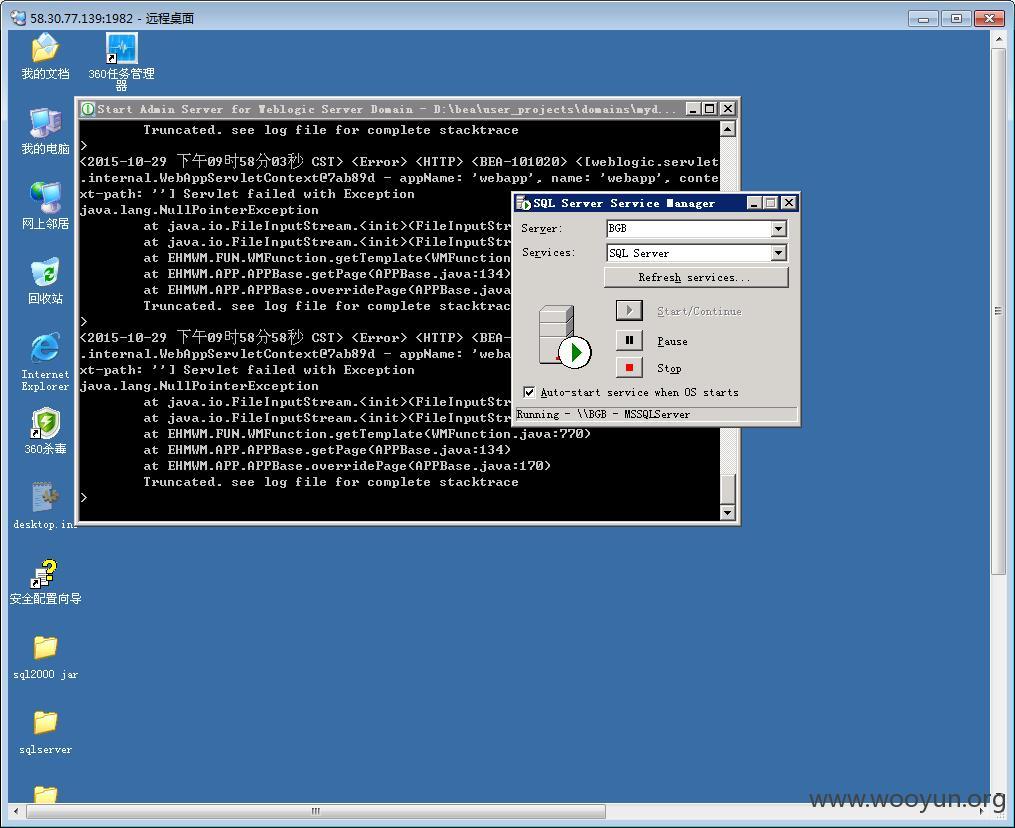 58.30.77.139:1982 - 远程桌面
我的文档
360任务管理
器
我的电脑
网上邻居
回收站
Internet
Explorer
360杀毒
desktop.ini
安全配置向导
sql2000 jar
sqlserver
Start Admin Server for Weblogic Server Domain - D:\bea\user_projects\domains\myd...
Truncated. see log file for complete stacktrace
>
<2015-10-29 下午09时58分03秒 CST> <Error> <HTTP> <BEA-101020> <[weblogic.servlet
.internal.WebAppServletContext@7ab89d - appName: 'webapp', name: 'webapp', conte
xt-path: ''] Servlet failed with Exception
java.lang.NullPointerException
at java.io.FileInputStream.<init>(FileInputStr
at java.io.FileInputStream.<init>(FileInputStr
at EHMWM.FUN.WMFunction.getTemplate(WMFunction
at EHMWM.APP.APPBase.getPage(APPBase.java:134)
at EHMWM.APP.APPBase.overridePage(APPBase.java
Truncated. see log file for complete stacktrac
>
<2015-10-29 下午09时58分58秒 CST> <Error> <HTTP> <BEA-
.internal.WebAppServletContext@7ab89d - appName: 'weba
xt-path: ''] Servlet failed with Exception
java.lang.NullPointerException
at java.io.FileInputStream.<init>(FileInputStr
at java.io.FileInputStream.<init>(FileInputStr
at EHMWM.FUN.WMFunction.getTemplate(WMFunction.java:770)
at EHMWM.APP.APPBase.getPage(APPBase.java:134)
at EHMWM.APP.APPBase.overridePage(APPBase.java:170)
Truncated. see log file for complete stacktrace
>
SQL Server Service Manager
Server:
BGB
Services:
SQL Server
Refresh services...
Start/Continue
Pause
Stop
Auto-start service when OS starts
Running - \\BGB - MSSQLServer
www.wooyun.org